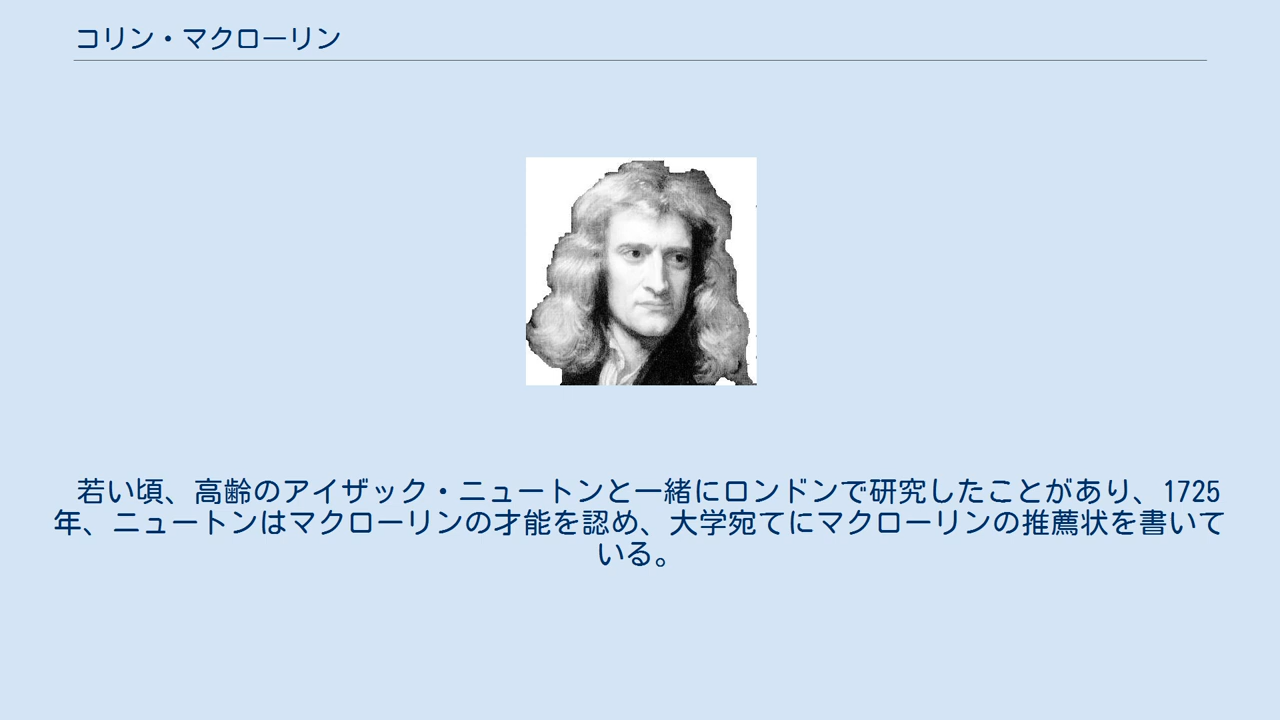 コリン・マクローリン
若い頃、高齢のアイザック・ニュートンと一緒にロンドンで研究したことがあり、1725
年、ニュートンはマクローリンの才能を認め、大学宛てにマクローリンの推薦状を書いて
いる。